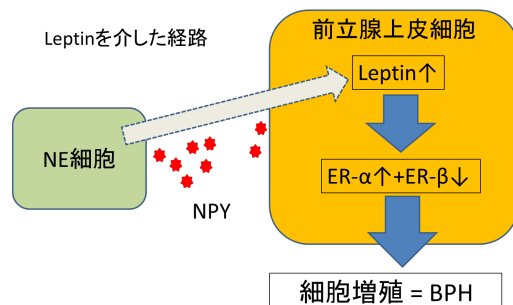 Leptinを介した経路
前立腺上皮細胞
Leptin↑
NE細胞
ER-α↑+ER-β↓
NPY
細胞増殖 = BPH